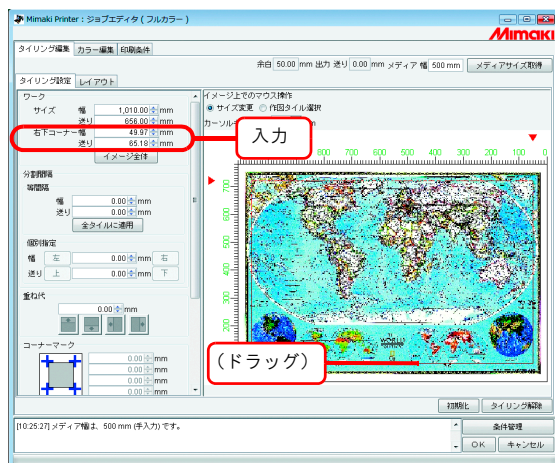 Mimaki Printer : ジョブエディタ ( フルカラー )
Mimaki
タイリング編集 カラー編集 印刷条件
余白 50.00 mm 出力 送り 0.00 mm メディア 幅 500 mm メディアサイズ取得
タイリング設定 レイアウト
ワーク
サイズ 幅 1,010.00 mm
送り 656.00 mm
右下コーナー幅 49.97 mm
送り 65.18 mm
イメージ全体
分割間隔
等間隔
幅 0.00 mm
送り 0.00 mm
全タイルに適用
個別指定
幅 左 0.00 mm 右
送り 上 0.00 mm 下
重ね代
0.00 mm
コーナーマーク
0.00 mm
0.00 mm
0.00 mm
0.00 mm
イメージ上でのマウス操作
サイズ変更 作図タイル選択
入力
800 700 600 500 400 300 200 100 0
700
600
500
400
300
200
WORLD
(ドラッグ)
初期化 タイリング解除
[10:25:27] メディア幅は、500 mm (手入力) です。
条件管理
OK キャンセル